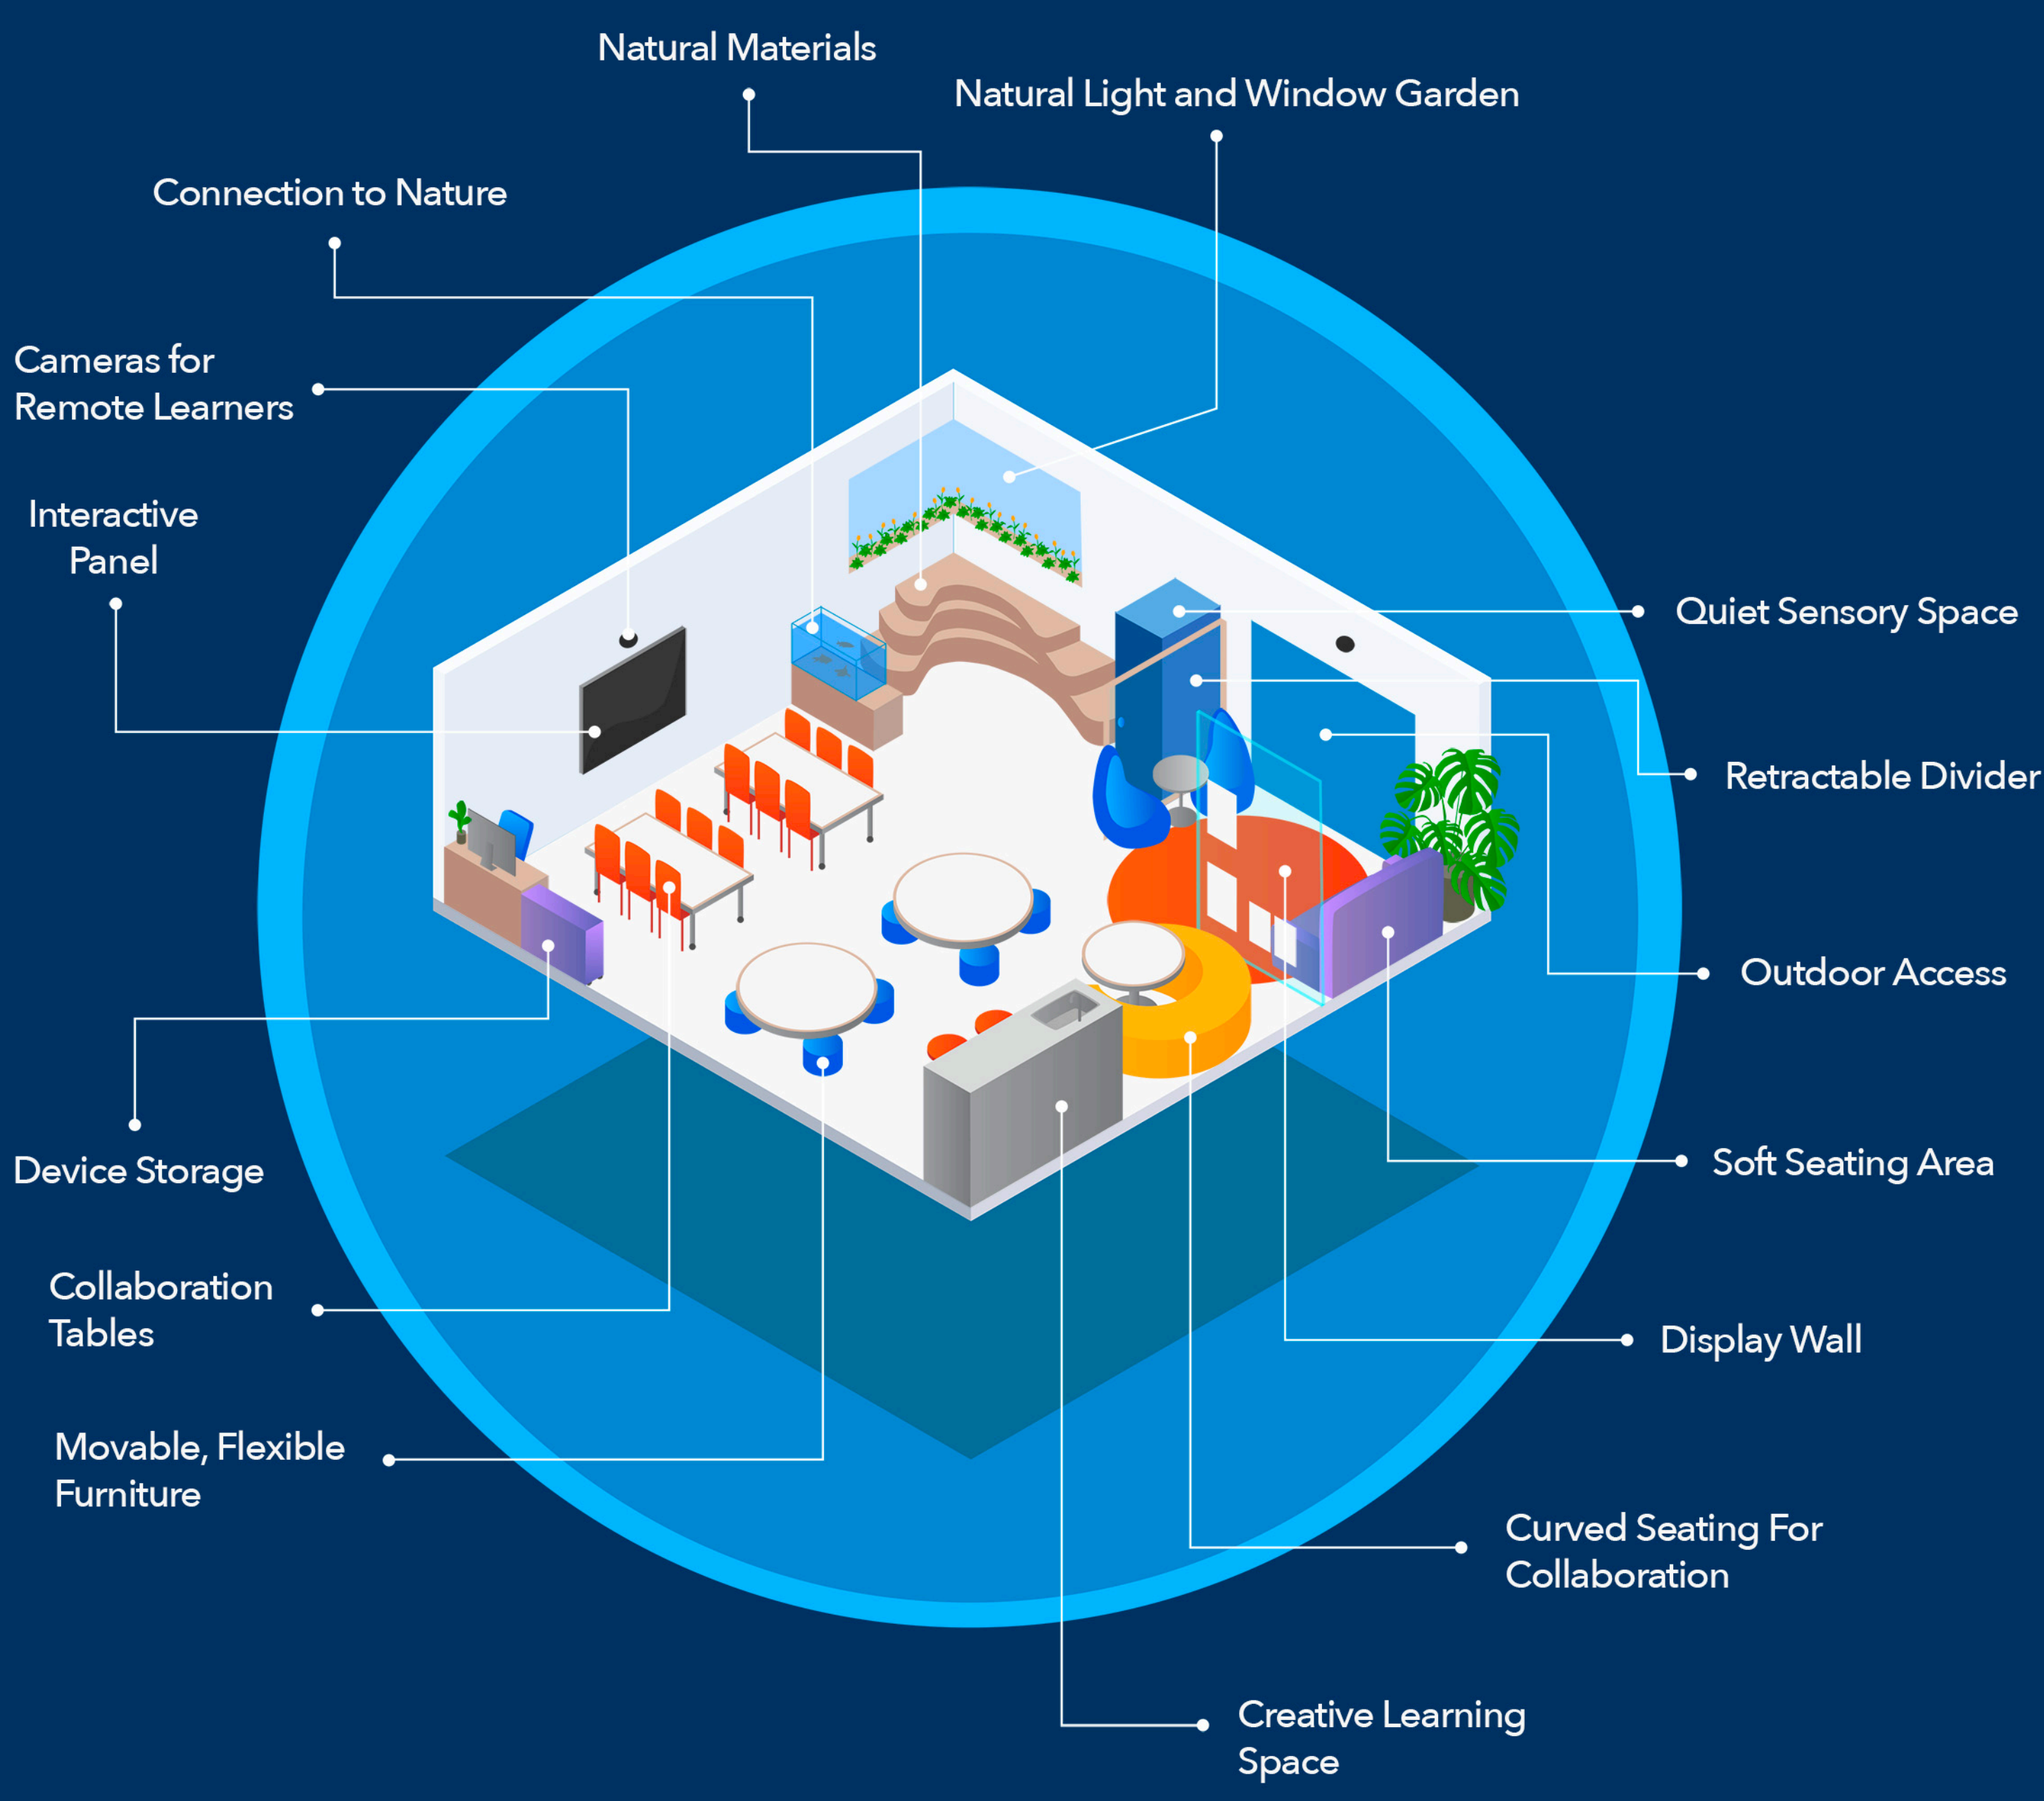 Natural Materials
Natural Light and Window Garden
Connection to Nature
Cameras for
Remote Learners
Interactive
Panel
Quiet Sensory Space
Retractable Divider
Outdoor Access
Device Storage
Soft Seating Area
Collaboration
Tables
Display Wall
Movable, Flexible
Furniture
Curved Seating For
Collaboration
Creative Learning
Space